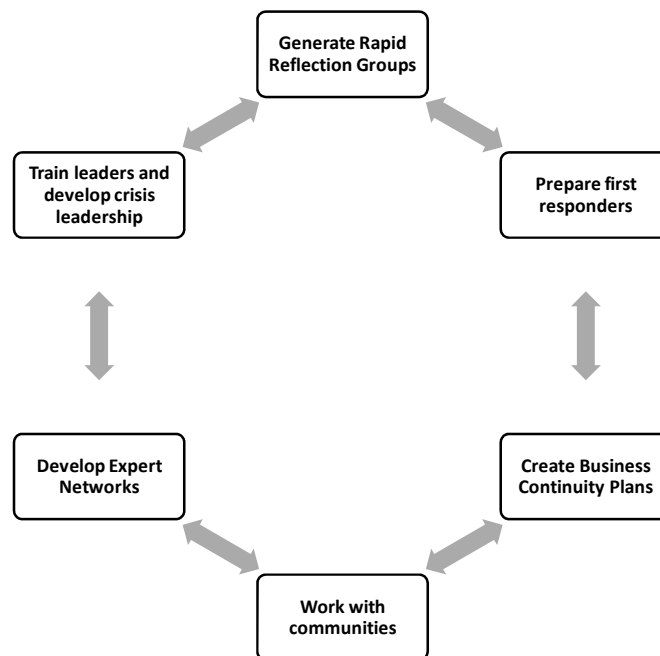 Generate Rapid
Reflection Groups
Train leaders and
develop crisis
leadership
Prepare first
responders
Develop Expert
Networks
Create Business
Continuity Plans
Work with
communities